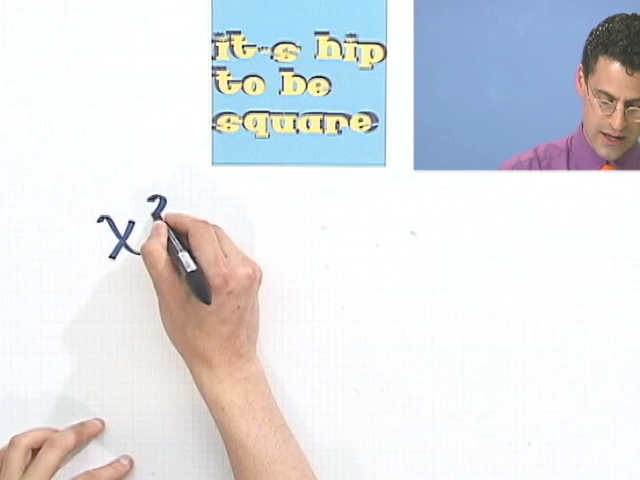 it's hip
to be
square
x²